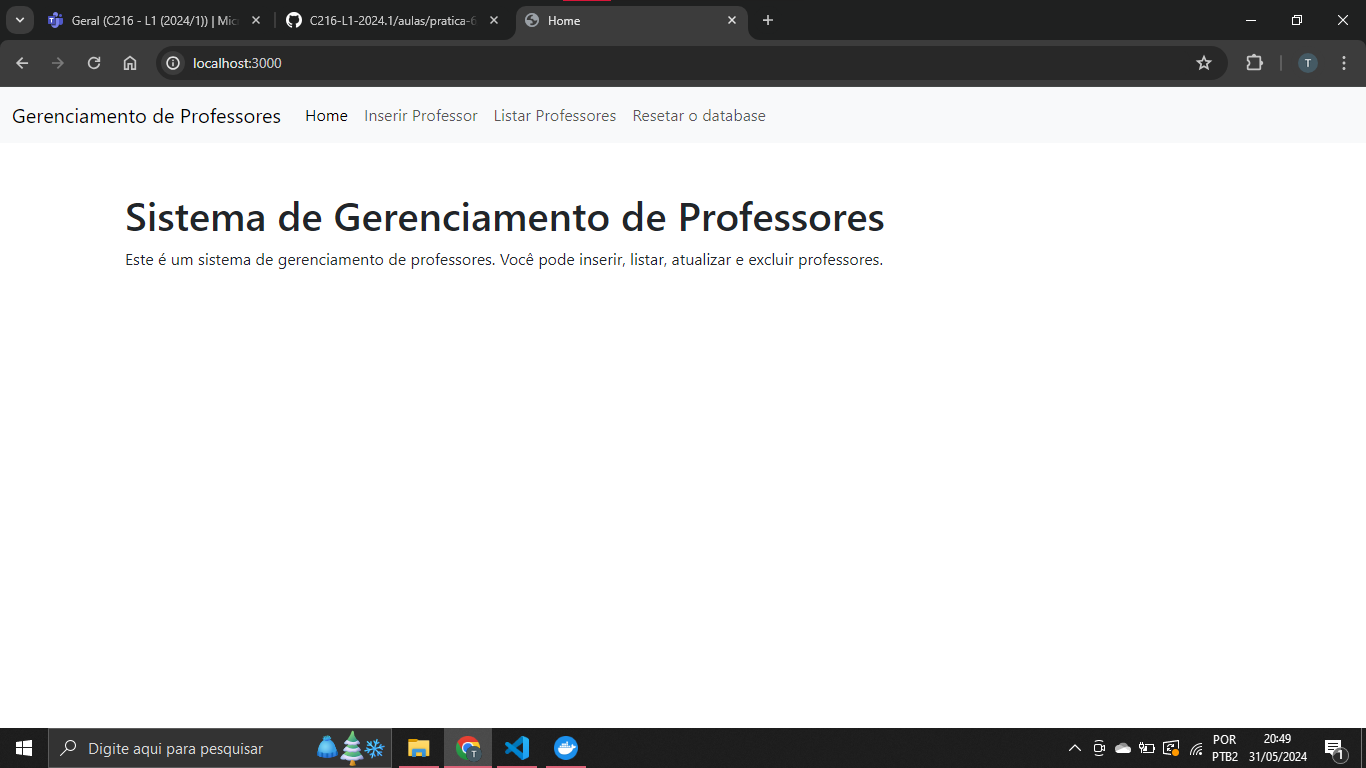 Geral (C216 - L1 (2024/1)) | Mic
C216-L1-2024.1/aulas/pratica-6
Home
localhost:3000
T
Gerenciamento de Professores
Home
Inserir Professor
Listar Professores
Resetar o database
Sistema de Gerenciamento de Professores
Este é um sistema de gerenciamento de professores. Você pode inserir, listar, atualizar e excluir professores.
Digite aqui para pesquisar
T
POR
PTB2
20:49
31/05/2024
1